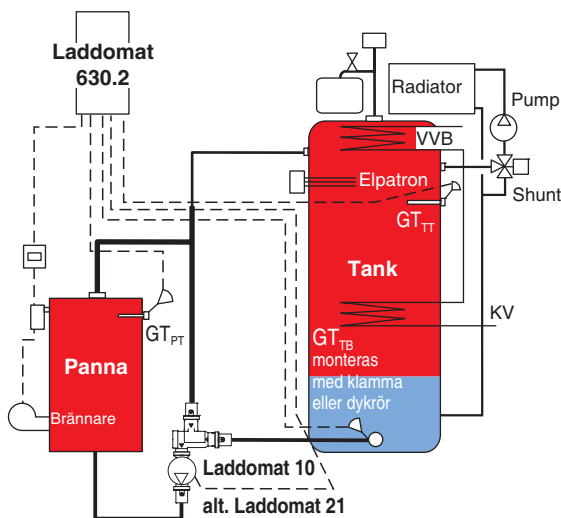 Laddomat
630.2
Radiator
Pump
VVB
Elpatron
Shunt
GTTT
Tank
KV
GTPT
GTTB
monteras
med klamma
eller dykrör
Panna
Brännare
Laddomat 10
alt. Laddomat 21